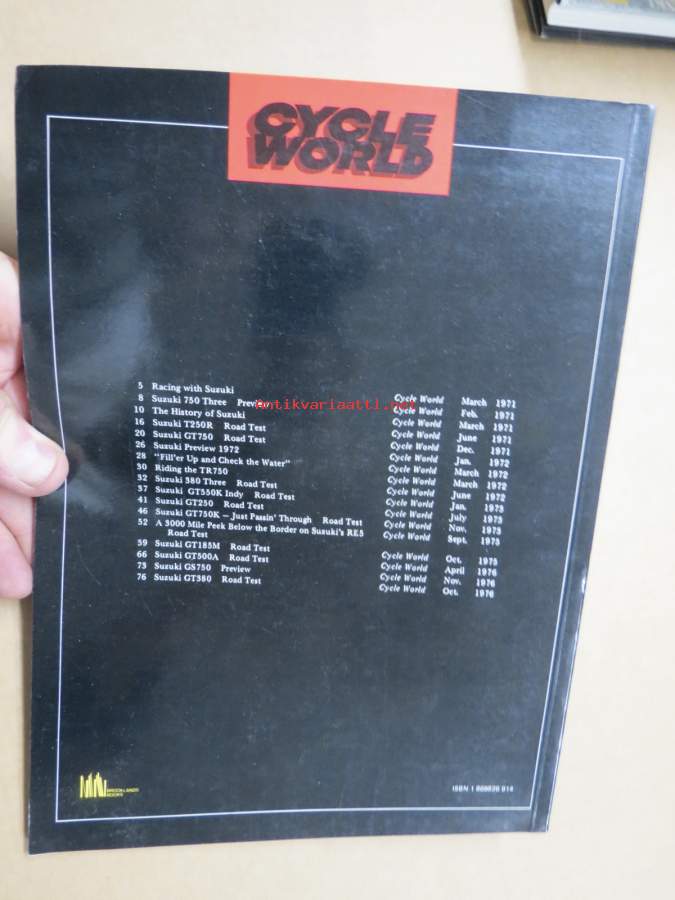 CYCLE
WORLD
5 Racing with Suzuki Cycle World March 1971
8 Suzuki 750 Three Preview Cycle World Feb. 1971
10 The History of Suzuki Cycle World March 1971
16 Suzuki T250R Road Test Cycle World June 1971
20 Suzuki GT750 Road Test Cycle World Dec. 1971
26 Suzuki Preview 1972 Cycle World Jan. 1972
28 "Fill'er Up and Check the Water" Cycle World March 1972
30 Riding the TR750 Cycle World March 1972
32 Suzuki 380 Three Road Test Cycle World June 1972
37 Suzuki GT550K Indy Road Test Cycle World Jan. 1973
41 Suzuki GT250 Road Test Cycle World July 1973
46 Suzuki GT750K — Just Passin' Through Road Test Cycle World Nov. 1973
52 A 3000 Mile Peek Below the Border on Suzuki's RE5 Cycle World Sept. 1975
Road Test
59 Suzuki GT185M Road Test Cycle World Oct. 1975
66 Suzuki GT500A Road Test Cycle World April 1976
73 Suzuki GS750 Preview Cycle World Nov. 1976
76 Suzuki GT380 Road Test Cycle World Oct. 1976
Antikvariaatti.net
BROOKLANDS
BOOKS
ISBN 1 869826 914